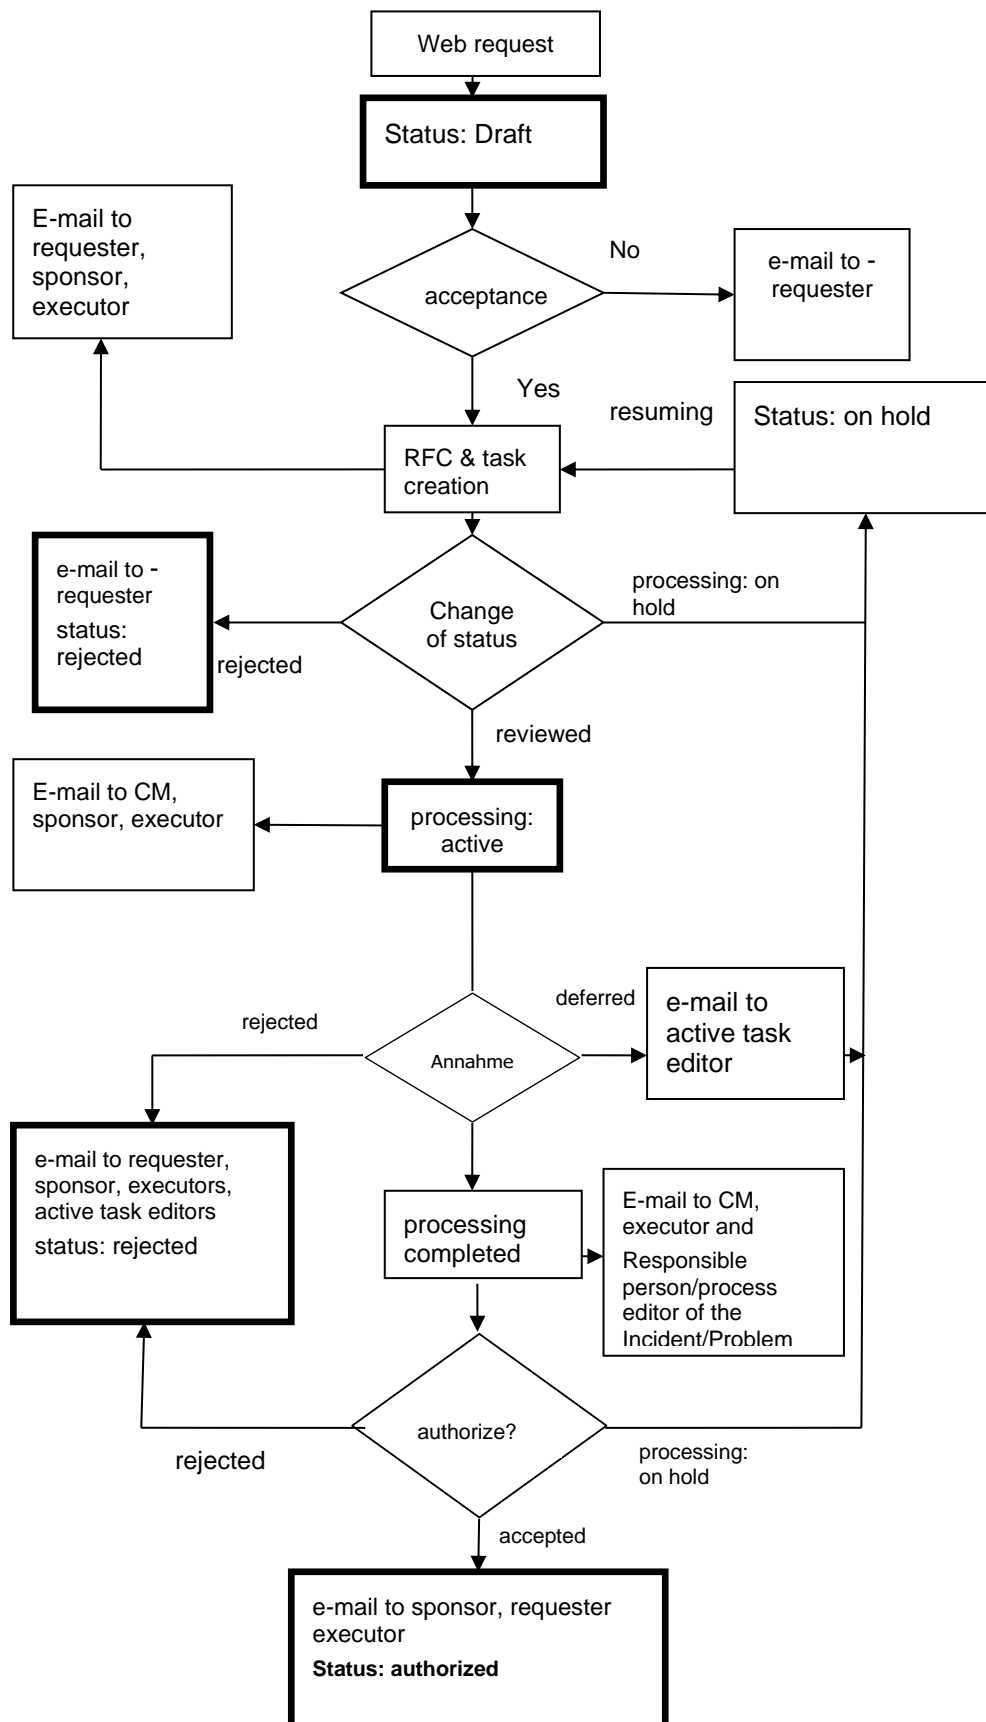 Web request
Status: Draft
E-mail to
requester,
sponsor,
executor
No
acceptance
e-mail to -
requester
Yes
resuming
Status: on hold
RFC & task
creation
e-mail to -
requester
status:
rejected
rejected
Change
of status
processing: on
hold
reviewed
E-mail to CM,
sponsor, executor
processing:
active
rejected
Annahme
deferred
e-mail to
active task
editor
e-mail to requester,
sponsor, executors,
active task editors
status: rejected
processing
completed
E-mail to CM,
executor and
Responsible
person/process
editor of the
Incident/Problem
authorize?
rejected
processing:
on hold
accepted
e-mail to sponsor, requester
executor
Status: authorized